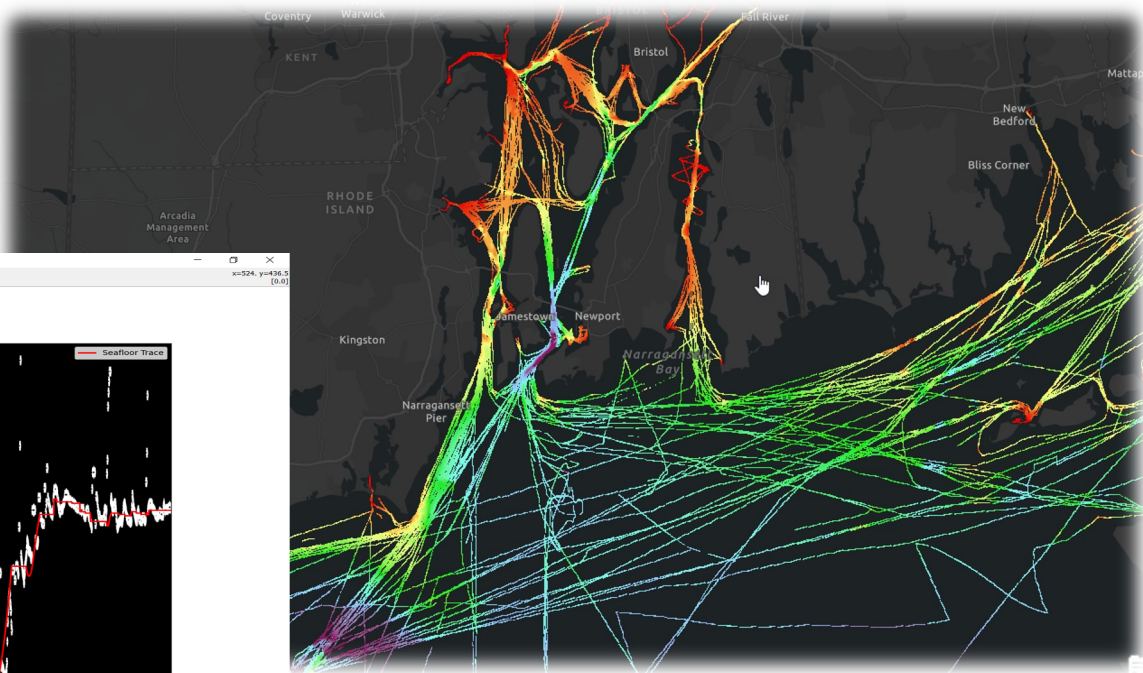 Coventry
Warwick
BRISTOL
Fall River
KENT
Bristol
Mattap
New
Bedford
Bliss Corner
RHODE
ISLAND
Arcadia
Management
Area
x=524, y=436.5
[0.0]
Jamestown
Newport
Kingston
Seafloor Trace
Narragansett
Bay
Narragansett
Pier